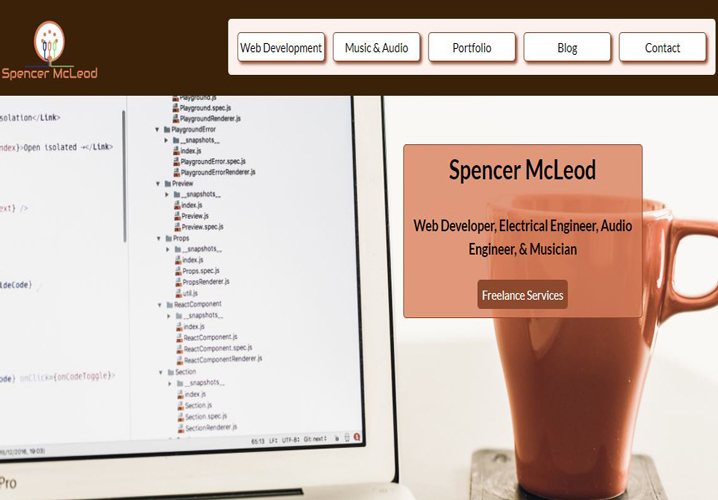 Spencer McLeod
Web Development
Music & Audio
Portfolio
Blog
Contact
solation</Link>
ndex}>Open isolated →</Link>
ext} />
ideCode}
ode} onClick={onCodeToggle}>
Playground.js
Playground.spec.js
PlaygroundRenderer.js
PlaygroundError
__snapshots__
index.js
PlaygroundError.spec.js
PlaygroundErrorRenderer.js
Preview
__snapshots__
index.js
Preview.js
Preview.spec.js
Props
__snapshots__
index.js
Props.spec.js
PropsRenderer.js
util.js
ReactComponent
__snapshots__
index.js
ReactComponent.js
ReactComponent.spec.js
ReactComponentRenderer.js
Section
__snapshots__
index.js
Section.js
Section.spec.js
SectionRenderer.js
65:13 LF UTF-8 Git: next
Pro
Spencer McLeod
Web Developer, Electrical Engineer, Audio
Engineer, & Musician
Freelance Services